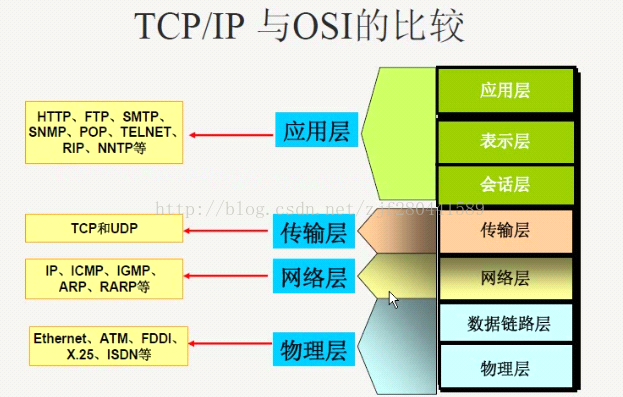 TCP/IP 与OSI的比较
HTTP、FTP、SMTP、
SNMP、POP、TELNET、
RIP、NNTP等
应用层
应用层
表示层
会话层
http://blog.csdn.net/zjf280441589
TCP和UDP
传输层
传输层
IP、ICMP、IGMP、
ARP、RARP等
网络层
网络层
数据链路层
Ethernet、ATM、FDDI、
X.25、ISDN等
物理层
物理层